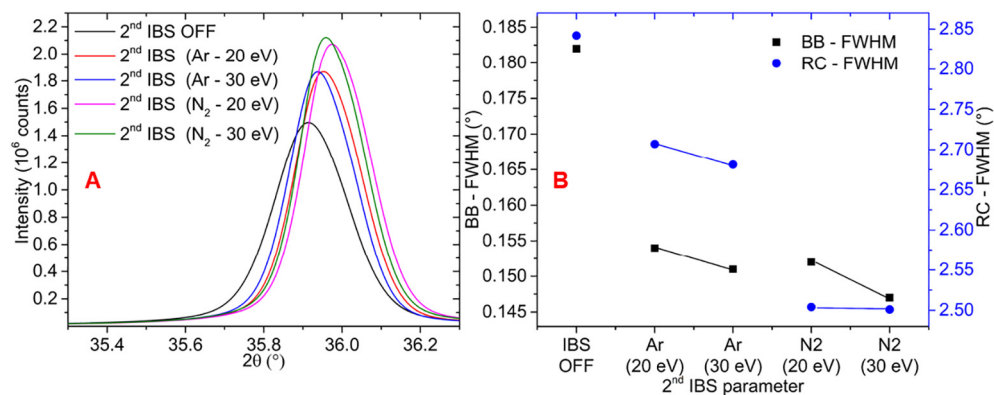 2nd IBS OFF
2nd IBS (Ar - 20 eV)
2nd IBS (Ar - 30 eV)
2nd IBS (N2 - 20 eV)
2nd IBS (N2 - 30 eV)
A
Intensity (10^6 counts)
2.2
2.0
1.8
1.6
1.4
1.2
1.0
0.8
0.6
0.4
0.2
35.4 35.6 35.8 36.0 36.2
2θ (°)
BB - FWHM
RC - FWHM
B
BB - FWHM (°)
0.185
0.180
0.175
0.170
0.165
0.160
0.155
0.150
0.145
RC - FWHM (°)
2.85
2.80
2.75
2.70
2.65
2.60
2.55
2.50
IBS Ar Ar N2 N2
OFF (20 eV) (30 eV) (20 eV) (30 eV)
2nd IBS parameter